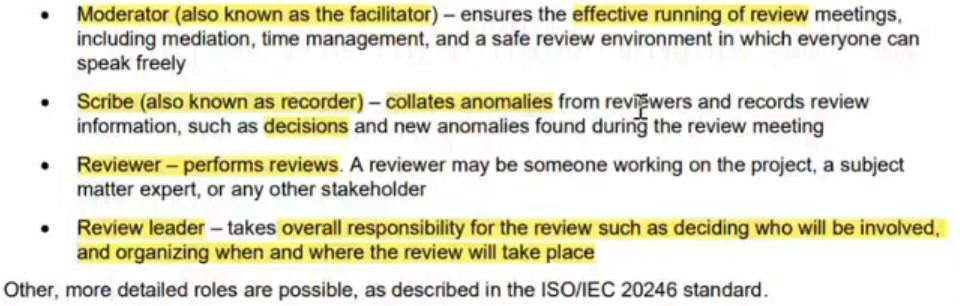 • Moderator (also known as the facilitator) – ensures the effective running of review meetings,
including mediation, time management, and a safe review environment in which everyone can
speak freely
• Scribe (also known as recorder) – collates anomalies from reviewers and records review
information, such as decisions and new anomalies found during the review meeting
• Reviewer – performs reviews. A reviewer may be someone working on the project, a subject
matter expert, or any other stakeholder
• Review leader – takes overall responsibility for the review such as deciding who will be involved,
and organizing when and where the review will take place
Other, more detailed roles are possible, as described in the ISO/IEC 20246 standard.